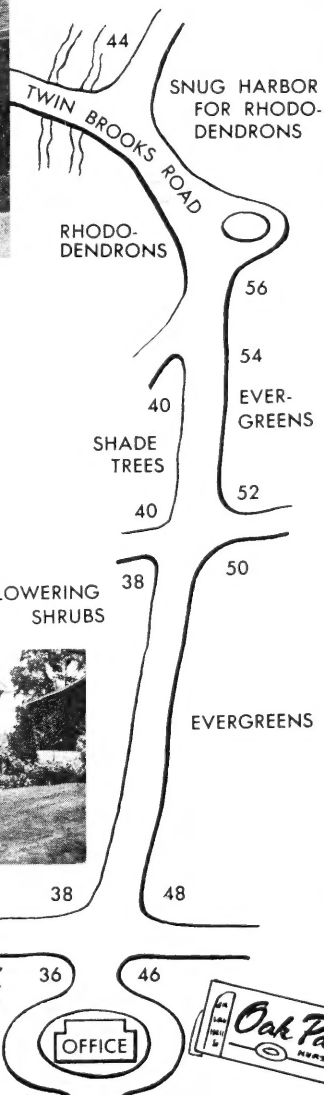 44
TWIN BROOKS ROAD
SNUG HARBOR
FOR RHODO-
DENDRONS
RHODO-
DENDRONS
56
54
40
EVER-
GREENS
SHADE
TREES
40
52
38
50
LOWERING
SHRUBS
EVERGREENS
38
48
36
46
OFFICE
Oak Pa